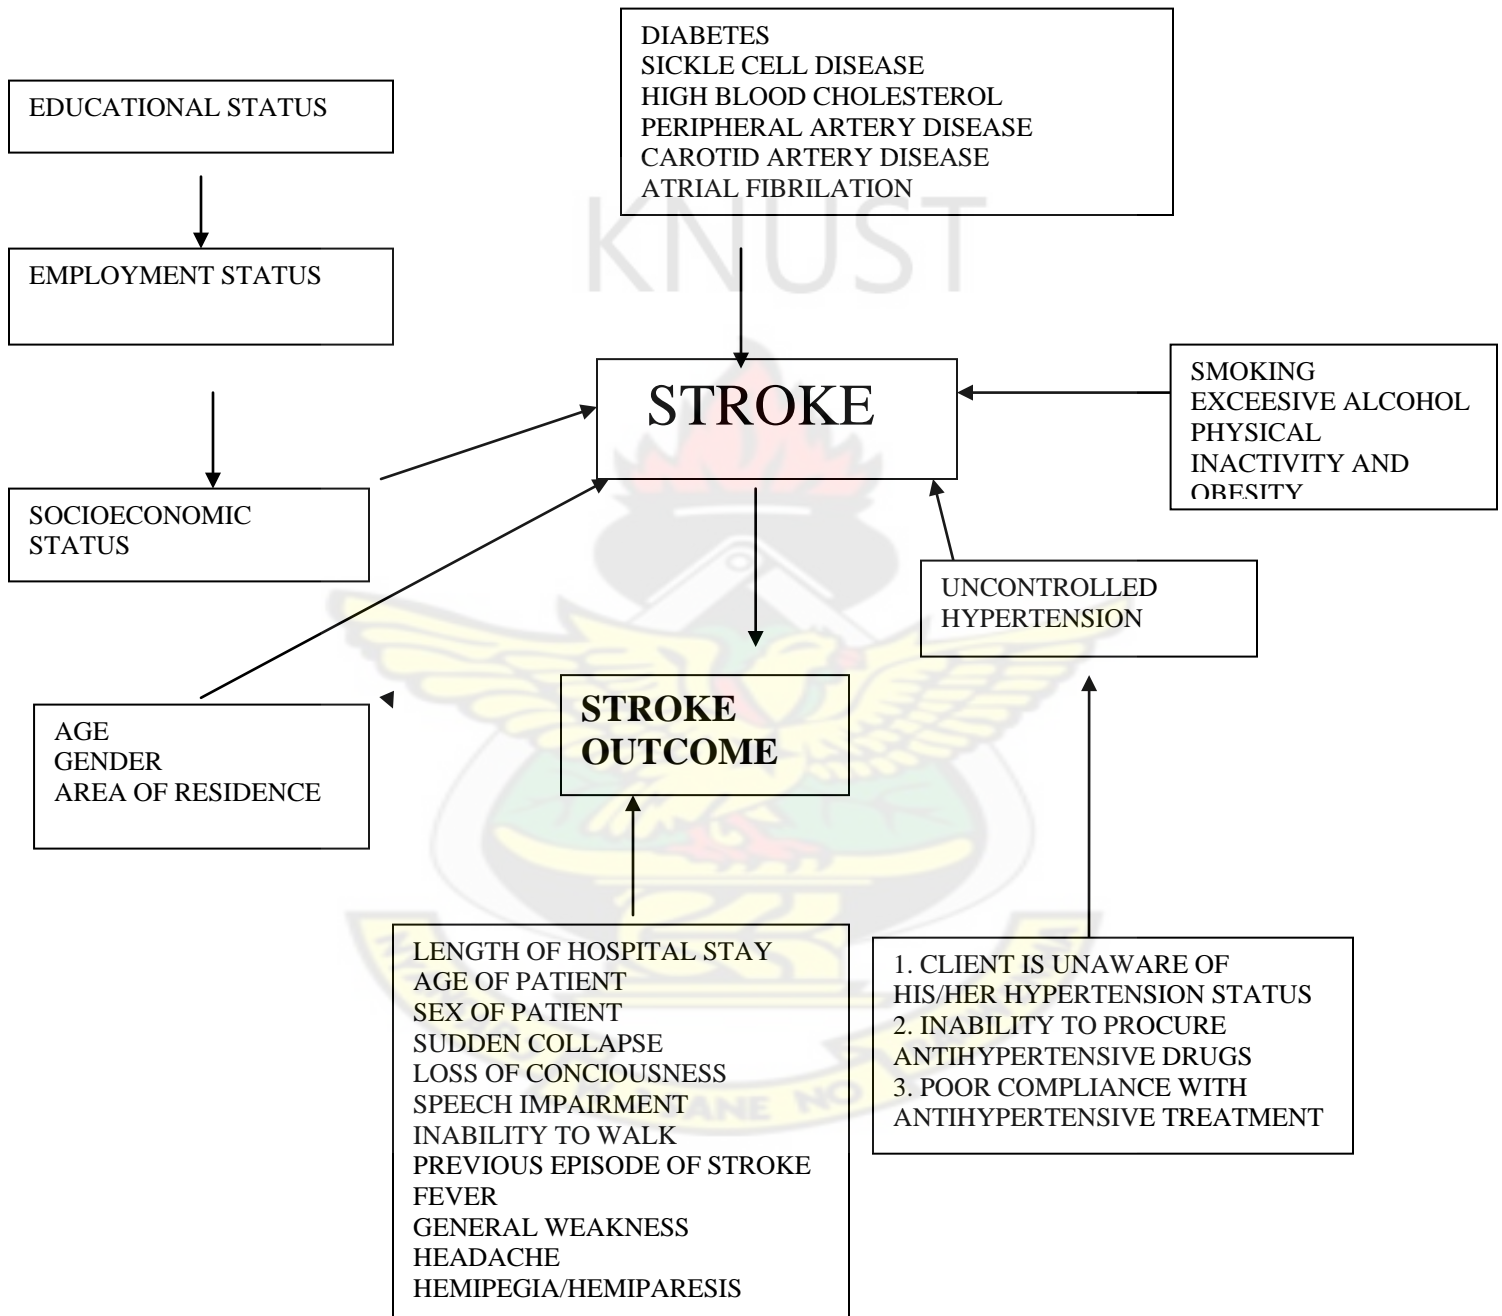 DIABETES
SICKLE CELL DISEASE
HIGH BLOOD CHOLESTEROL
PERIPHERAL ARTERY DISEASE
CAROTID ARTERY DISEASE
ATRIAL FIBRILATION
EDUCATIONAL STATUS
KNUST
EMPLOYMENT STATUS
STROKE
SMOKING
EXCEESIVE ALCOHOL
PHYSICAL
INACTIVITY AND
OBESITY
SOCIOECONOMIC
STATUS
UNCONTROLLED
HYPERTENSION
AGE
GENDER
AREA OF RESIDENCE
STROKE
OUTCOME
LENGTH OF HOSPITAL STAY
AGE OF PATIENT
SEX OF PATIENT
SUDDEN COLLAPSE
LOSS OF CONCIOUSNESS
SPEECH IMPAIRMENT
INABILITY TO WALK
PREVIOUS EPISODE OF STROKE
FEVER
GENERAL WEAKNESS
HEADACHE
HEMIPEGIA/HEMIPARESIS
1. CLIENT IS UNAWARE OF
HIS/HER HYPERTENSION STATUS
2. INABILITY TO PROCURE
ANTIHYPERTENSIVE DRUGS
3. POOR COMPLIANCE WITH
ANTIHYPERTENSIVE TREATMENT